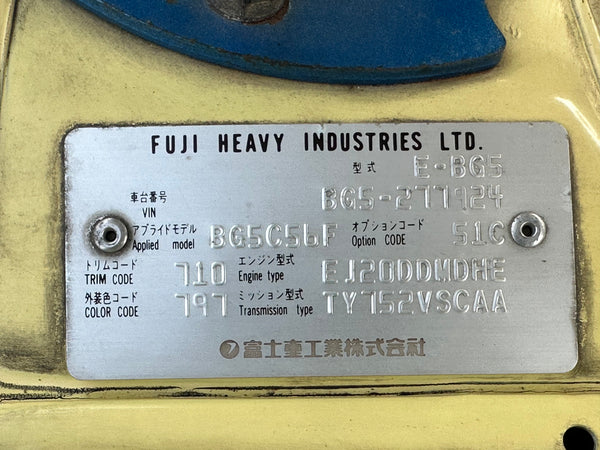 FUJI HEAVY INDUSTRIES LTD.
型式 E-BG5
車台番号 VIN BG5-277924
アプライドモデル Applied model BG5C56F オプションコード Option CODE 51C
トリムコード TRIM CODE 710 エンジン型式 Engine type EJ20DDMDHE
外装色コード COLOR CODE 797 ミッション型式 Transmission type TY752VSCAA
富士重工業株式会社